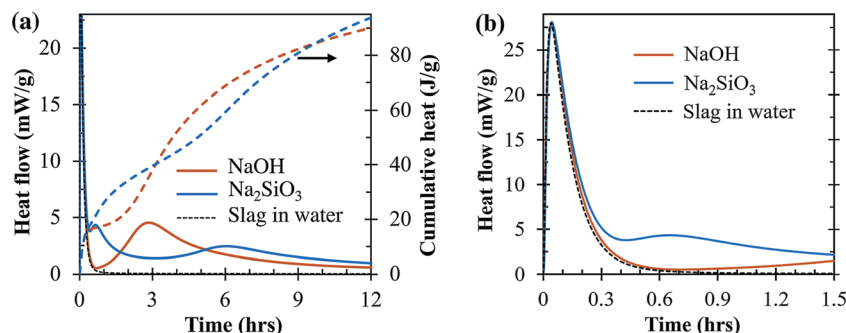 (a)
Heat flow (mW/g)
20
15
10
5
0
NaOH
Na₂SiO₃
Slag in water
80
60
40
20
0
Cumulative heat (J/g)
0 3 6 9 12
Time (hrs)
(b)
Heat flow (mW/g)
25
20
15
10
5
0
NaOH
Na₂SiO₃
Slag in water
0 0.3 0.6 0.9 1.2 1.5
Time (hrs)